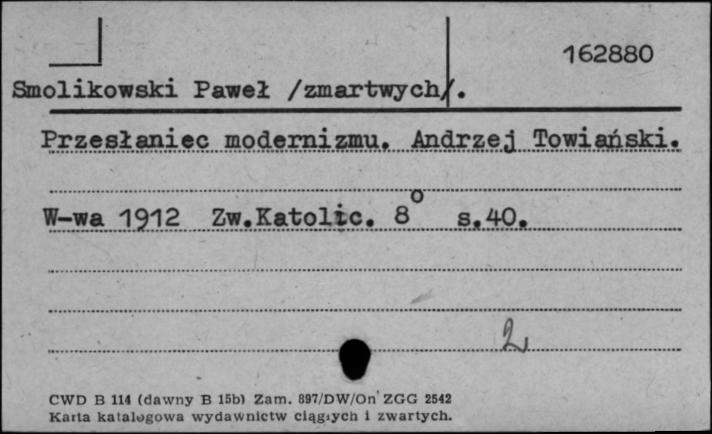 162880
Smolikowski Paweł /zmartwych/.
Przesłaniec modernizmu. Andrzej Towiański.
W-wa 1912 Zw.Katolic. 8° s.40.
2
CWD B 114 (dawny B 15b) Zam. 897/DW/On ZGG 2542
Karta katalogowa wydawnictw ciągłych i zwartych.